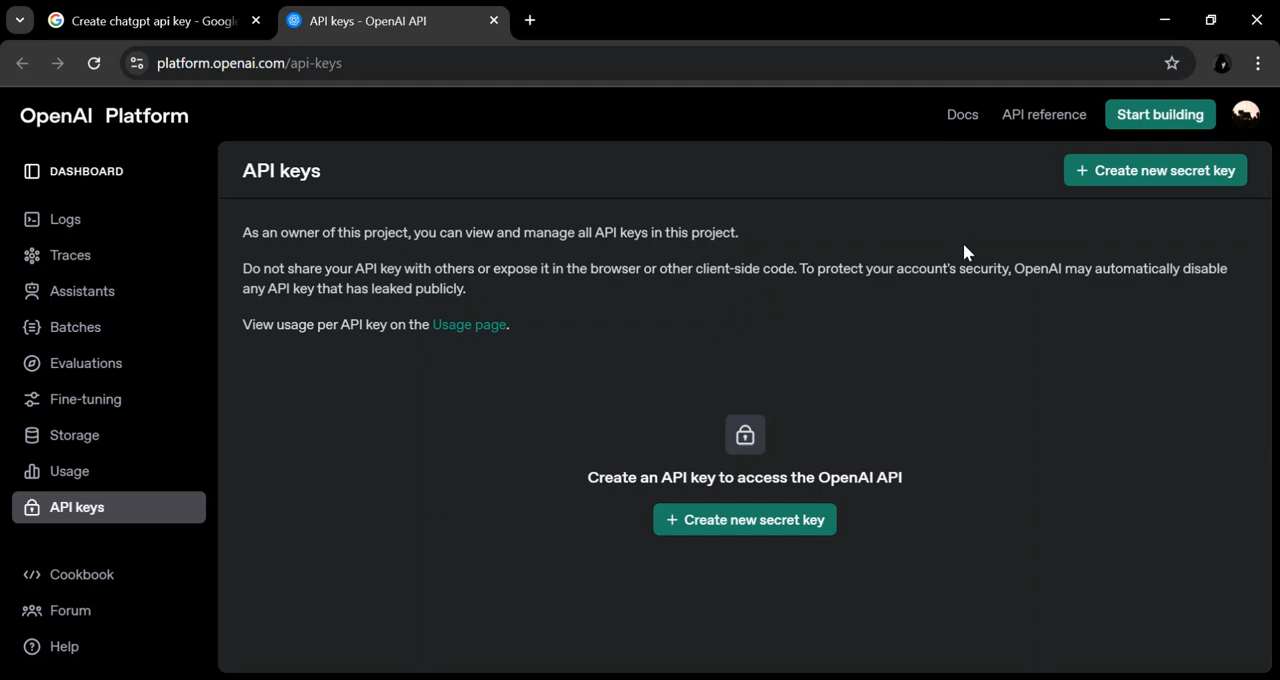 Create chatgpt api key - Googl
API keys - OpenAI API
platform.openai.com/api-keys
OpenAI Platform
Docs
API reference
Start building
DASHBOARD
Logs
Traces
Assistants
Batches
Evaluations
Fine-tuning
Storage
Usage
API keys
Cookbook
Forum
Help
API keys
+ Create new secret key
As an owner of this project, you can view and manage all API keys in this project.
Do not share your API key with others or expose it in the browser or other client-side code. To protect your account's security, OpenAI may automatically disable
any API key that has leaked publicly.
View usage per API key on the Usage page.
Create an API key to access the OpenAI API
+ Create new secret key